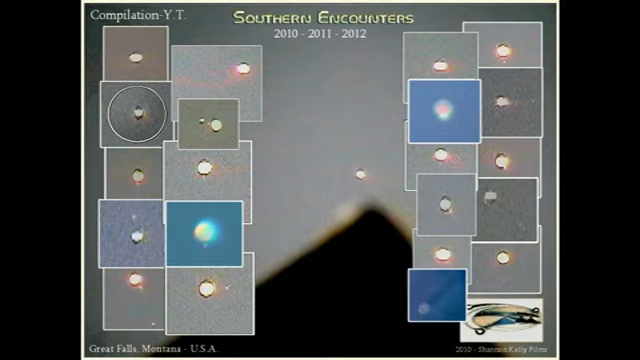 Compilation-Y.T.
Southern Encounters
2010 - 2011 - 2012
Great Falls, Montana - U.S.A.
2010 - Shannon Kelly Films